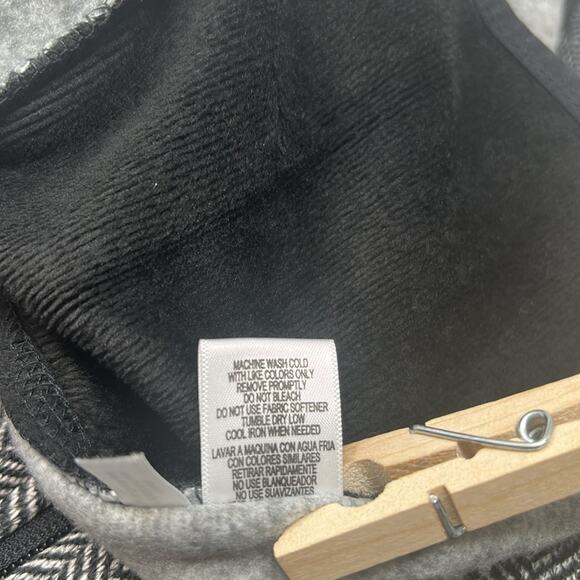 MACHINE WASH COLD
WITH LIKE COLORS ONLY
REMOVE PROMPTLY
DO NOT BLEACH
DO NOT USE FABRIC SOFTENER
TUMBLE DRY LOW
COOL IRON WHEN NEEDED
LAVAR A MAQUINA CON AGUA FRIA
CON COLORES SIMILARES
RETIRAR RAPIDAMENTE
NO USE BLANQUEADOR
NO USE SUAVIZANTES